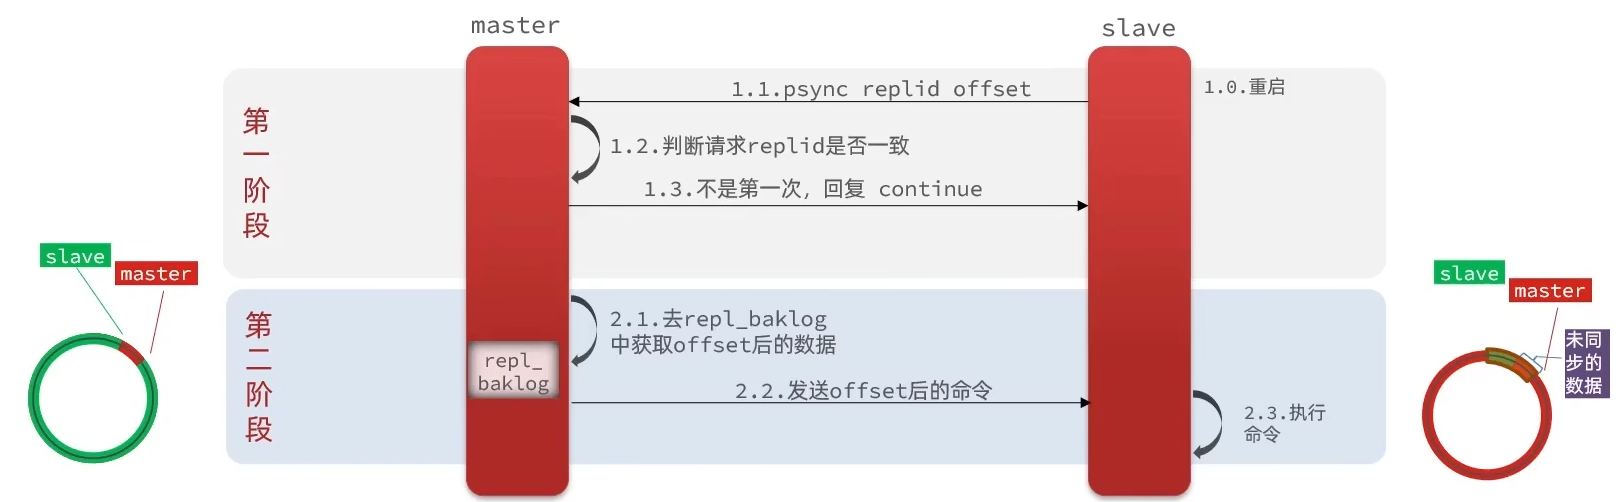 master
slave
第一阶段
1.0.重启
1.1.psync replid offset
1.2.判断请求replid是否一致
1.3.不是第一次，回复 continue
第二阶段
2.1.去repl_baklog
中获取offset后的数据
repl_
baklog
2.2.发送offset后的命令
2.3.执行
命令
slave
master
slave
master
未同
步的
数据